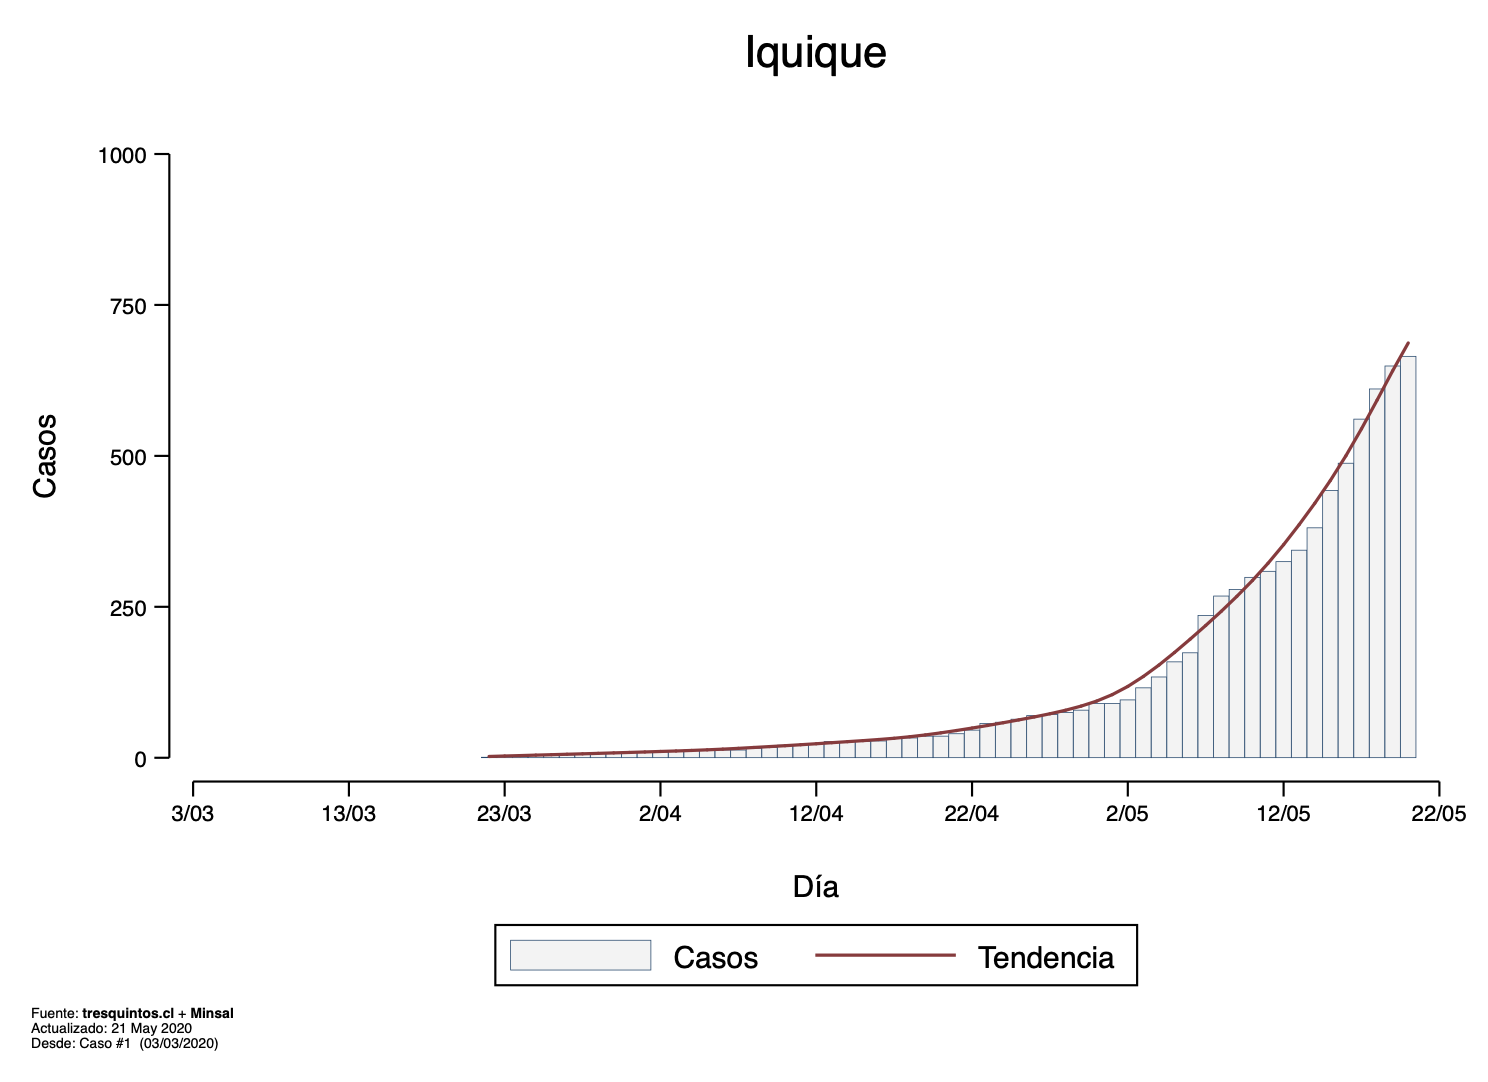 Iquique
1000
750
500
250
0
Casos
3/03 13/03 23/03 2/04 12/04 22/04 2/05 12/05 22/05
Día
Casos Tendencia
Fuente: tresquintos.cl + Minsal
Actualizado: 21 May 2020
Desde: Caso #1 (03/03/2020)